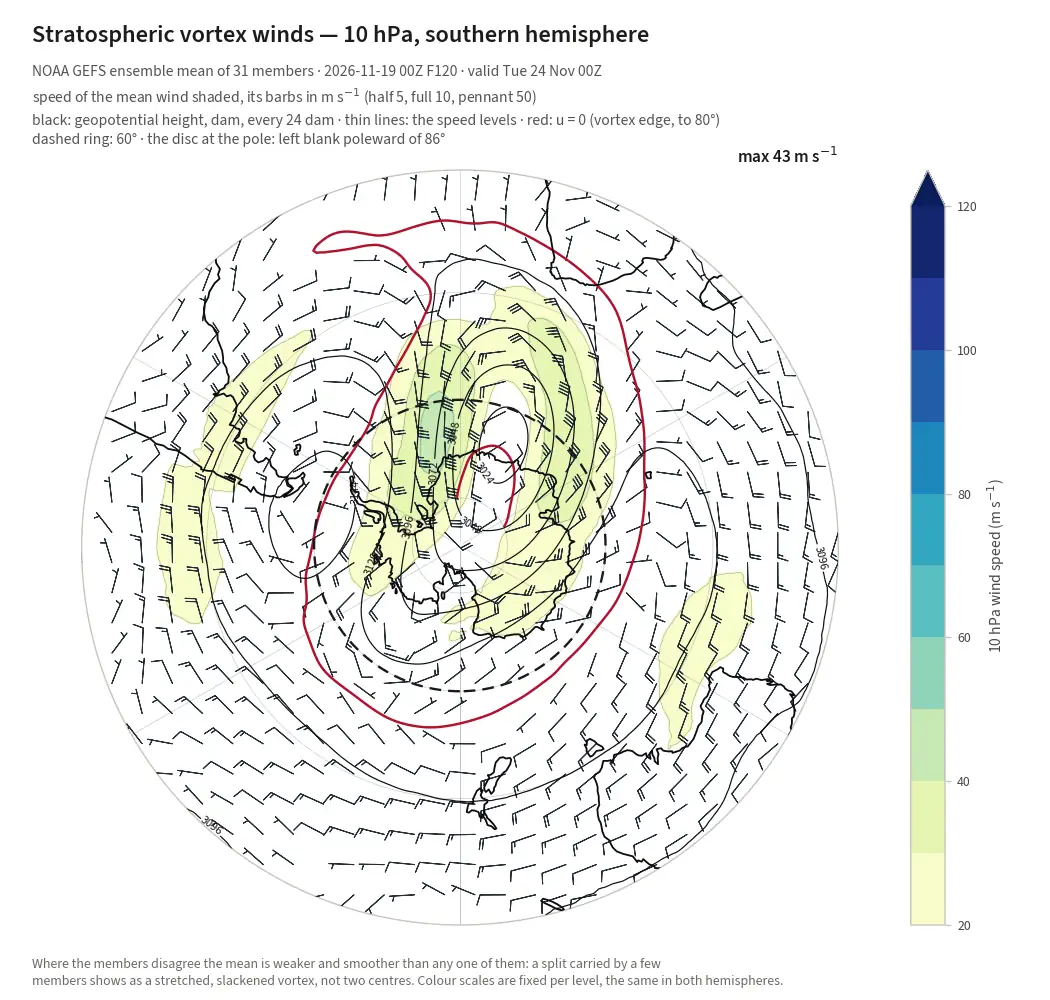 Stratospheric vortex winds — 10 hPa, southern hemisphere
NOAA GEFS ensemble mean of 31 members · 2026-11-19 00Z F120 · valid Tue 24 Nov 00Z
speed of the mean wind shaded, its barbs in m s⁻¹ (half 5, full 10, pennant 50)
black: geopotential height, dam, every 24 dam · thin lines: the speed levels · red: u = 0 (vortex edge, to 80°)
dashed ring: 60° · the disc at the pole: left blank poleward of 86°
max 43 m s⁻¹
120
100
80
60
40
20
10 hPa wind speed (m s⁻¹)
3048
3024
3096
3096
3096
Where the members disagree the mean is weaker and smoother than any one of them: a split carried by a few
members shows as a stretched, slackened vortex, not two centres. Colour scales are fixed per level, the same in both hemispheres.